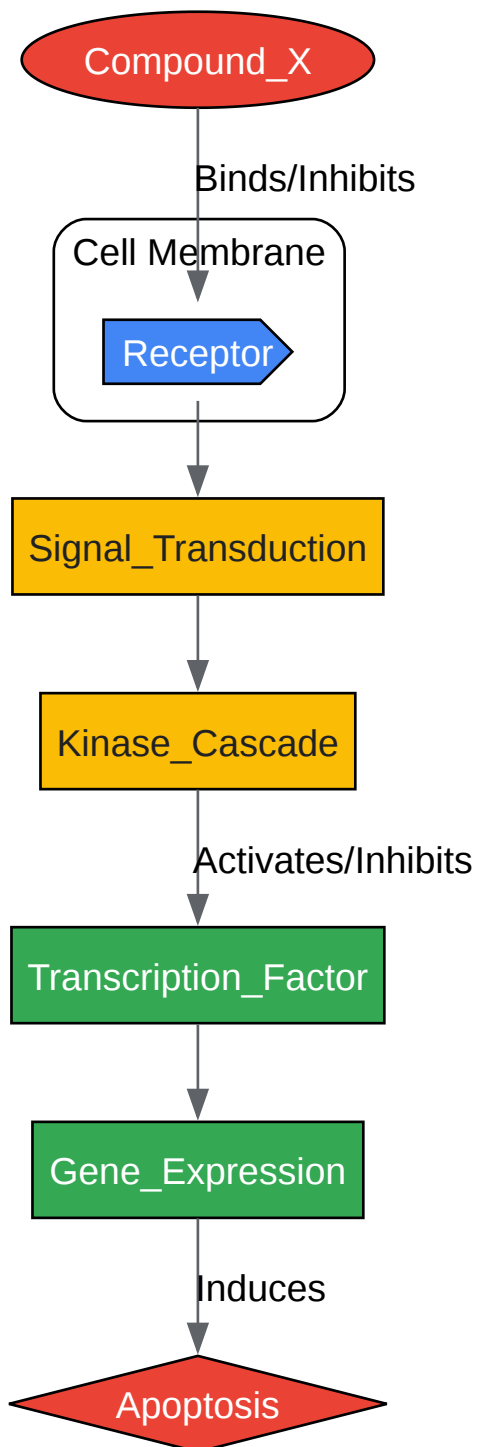 Compound_X
Binds/Inhibits
Cell Membrane
Receptor
Signal_Transduction
Kinase_Cascade
Activates/Inhibits
Transcription_Factor
Gene_Expression
Induces
Apoptosis